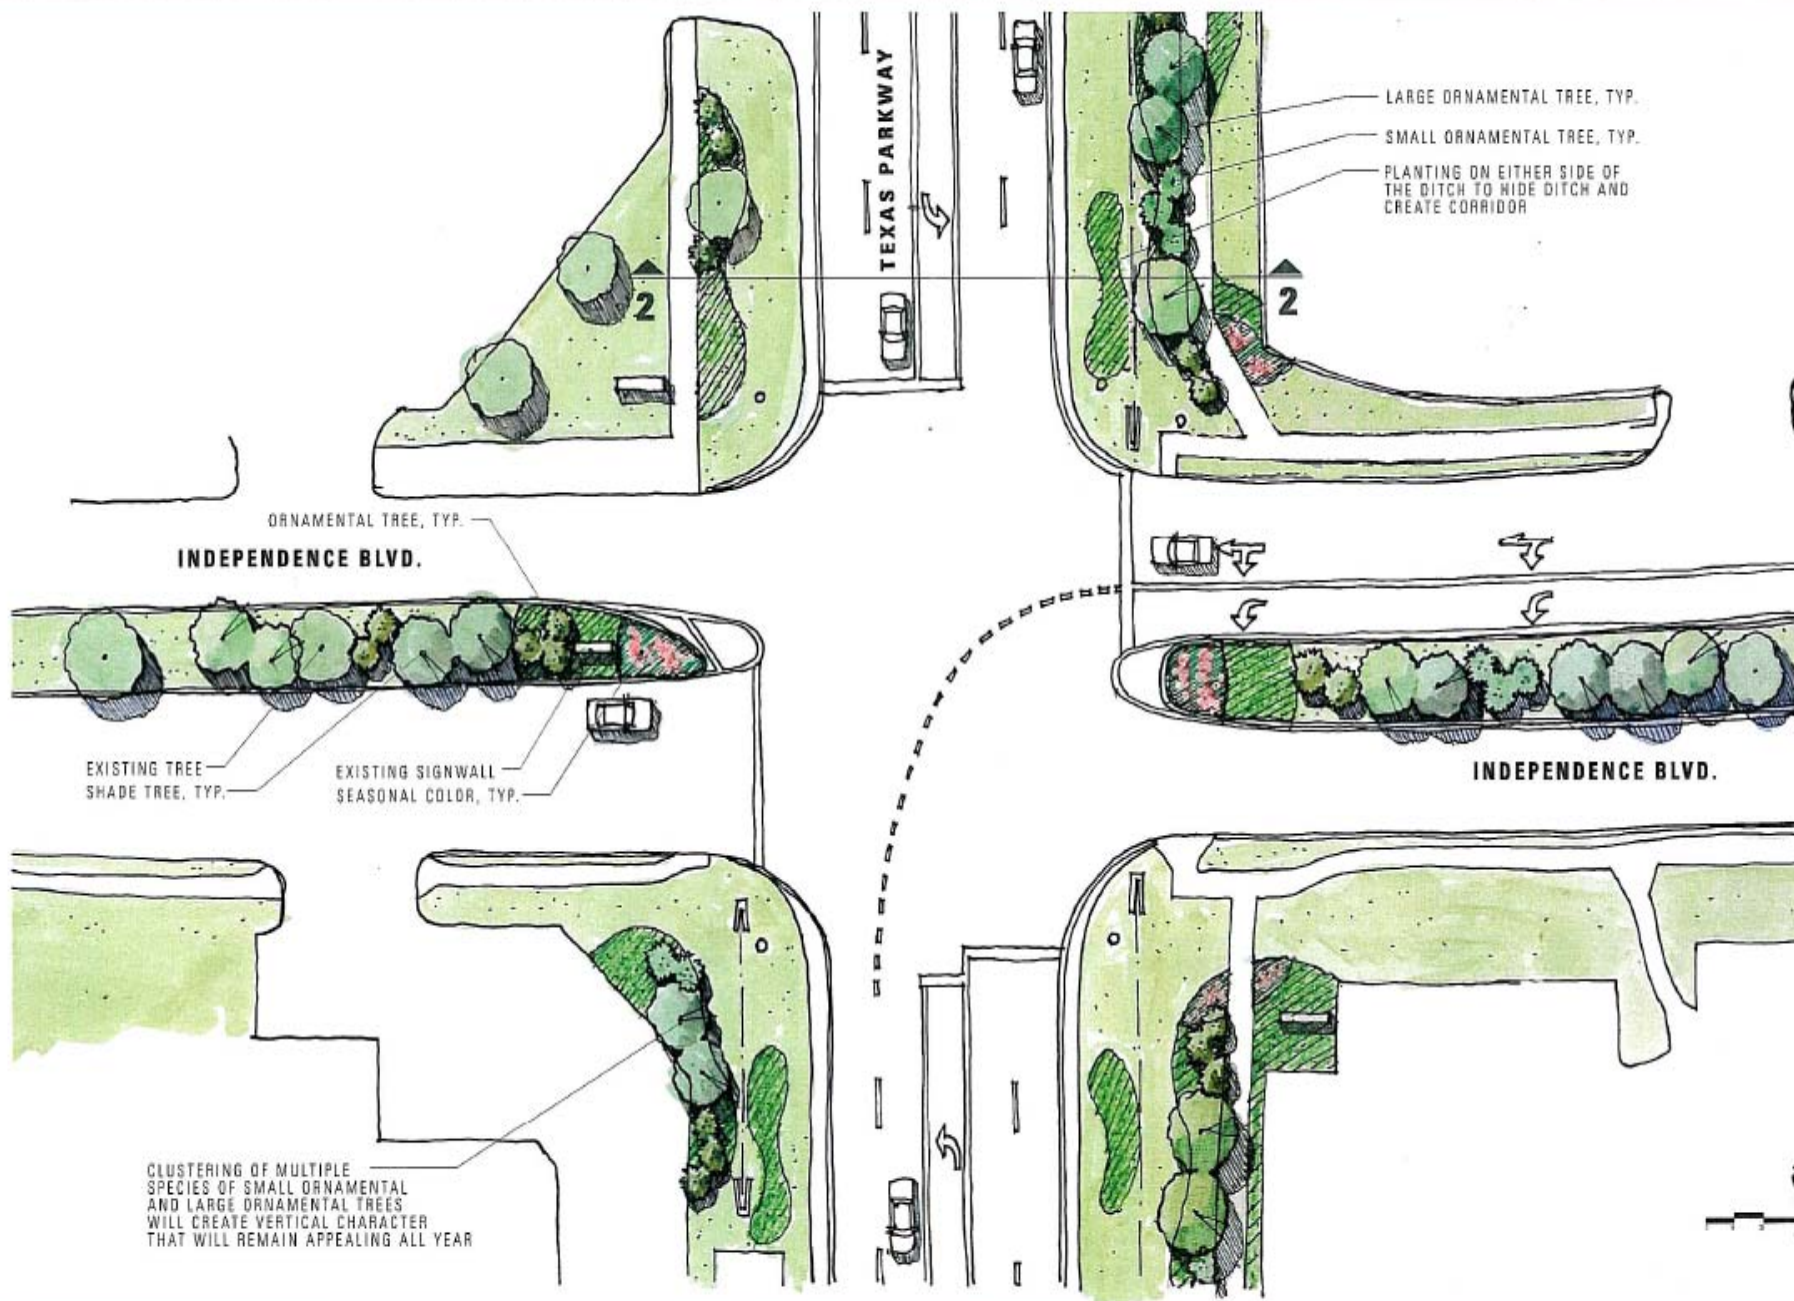 TEXAS PARKWAY
LARGE ORNAMENTAL TREE, TYP.
SMALL ORNAMENTAL TREE, TYP.
PLANTING ON EITHER SIDE OF
THE DITCH TO HIDE DITCH AND
CREATE CORRIDOR
2
2
ORNAMENTAL TREE, TYP.
INDEPENDENCE BLVD.
EXISTING TREE
SHADE TREE, TYP.
EXISTING SIGNWALL
SEASONAL COLOR, TYP.
INDEPENDENCE BLVD.
CLUSTERING OF MULTIPLE
SPECIES OF SMALL ORNAMENTAL
AND LARGE ORNAMENTAL TREES
WILL CREATE VERTICAL CHARACTER
THAT WILL REMAIN APPEALING ALL YEAR